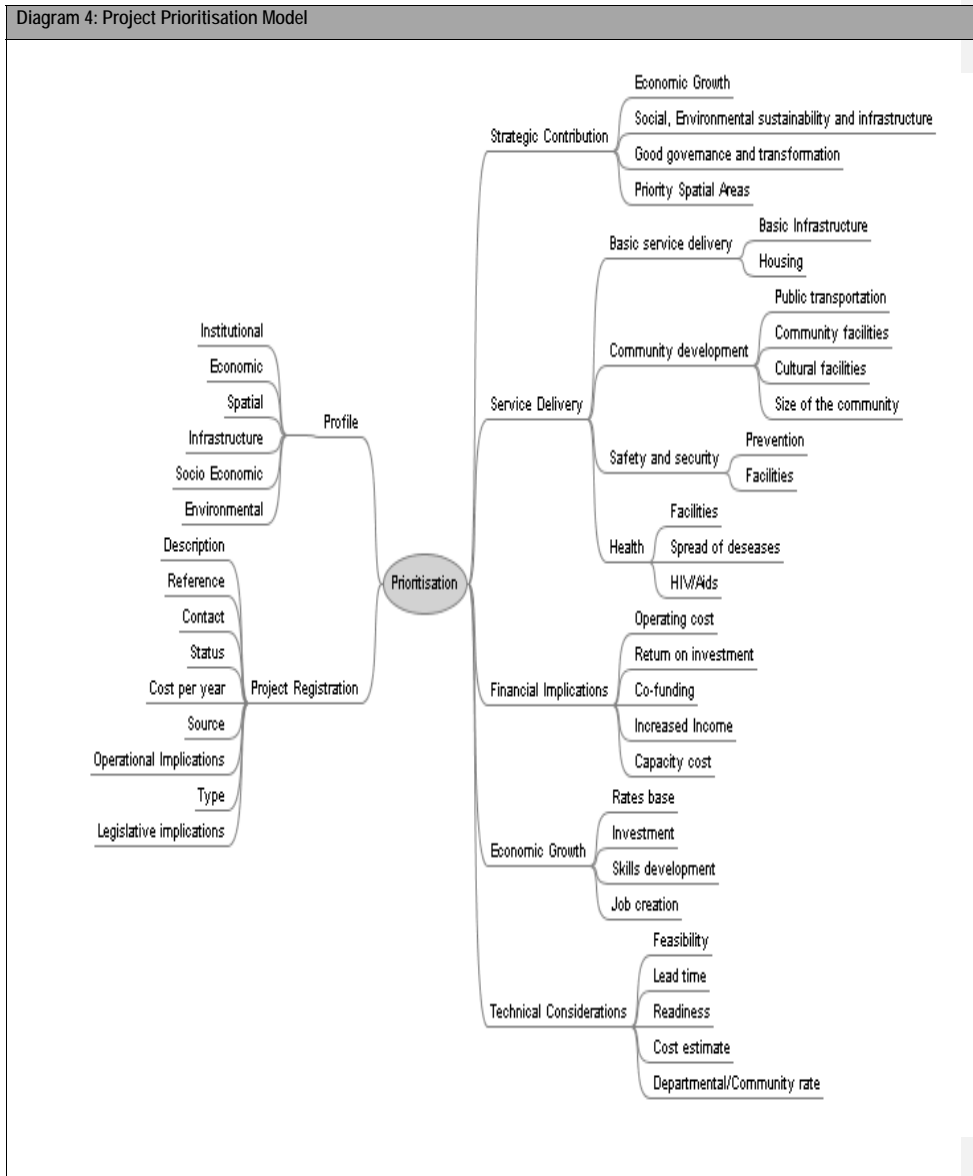 Diagram 4: Project Prioritisation Model
Institutional
Economic
Spatial
Infrastructure
Socio Economic
Environmental
Profile
Description
Reference
Contact
Status
Cost per year
Source
Operational Implications
Type
Legislative implications
Project Registration
Prioritisation
Strategic Contribution
Economic Growth
Social, Environmental sustainability and infrastructure
Good governance and transformation
Priority Spatial Areas
Service Delivery
Basic service delivery
Basic Infrastructure
Housing
Community development
Public transportation
Community facilities
Cultural facilities
Size of the community
Safety and security
Prevention
Facilities
Health
Facilities
Spread of deseases
HIV/Aids
Financial Implications
Operating cost
Return on investment
Co-funding
Increased Income
Capacity cost
Economic Growth
Rates base
Investment
Skills development
Job creation
Technical Considerations
Feasibility
Lead time
Readiness
Cost estimate
Departmental/Community rate